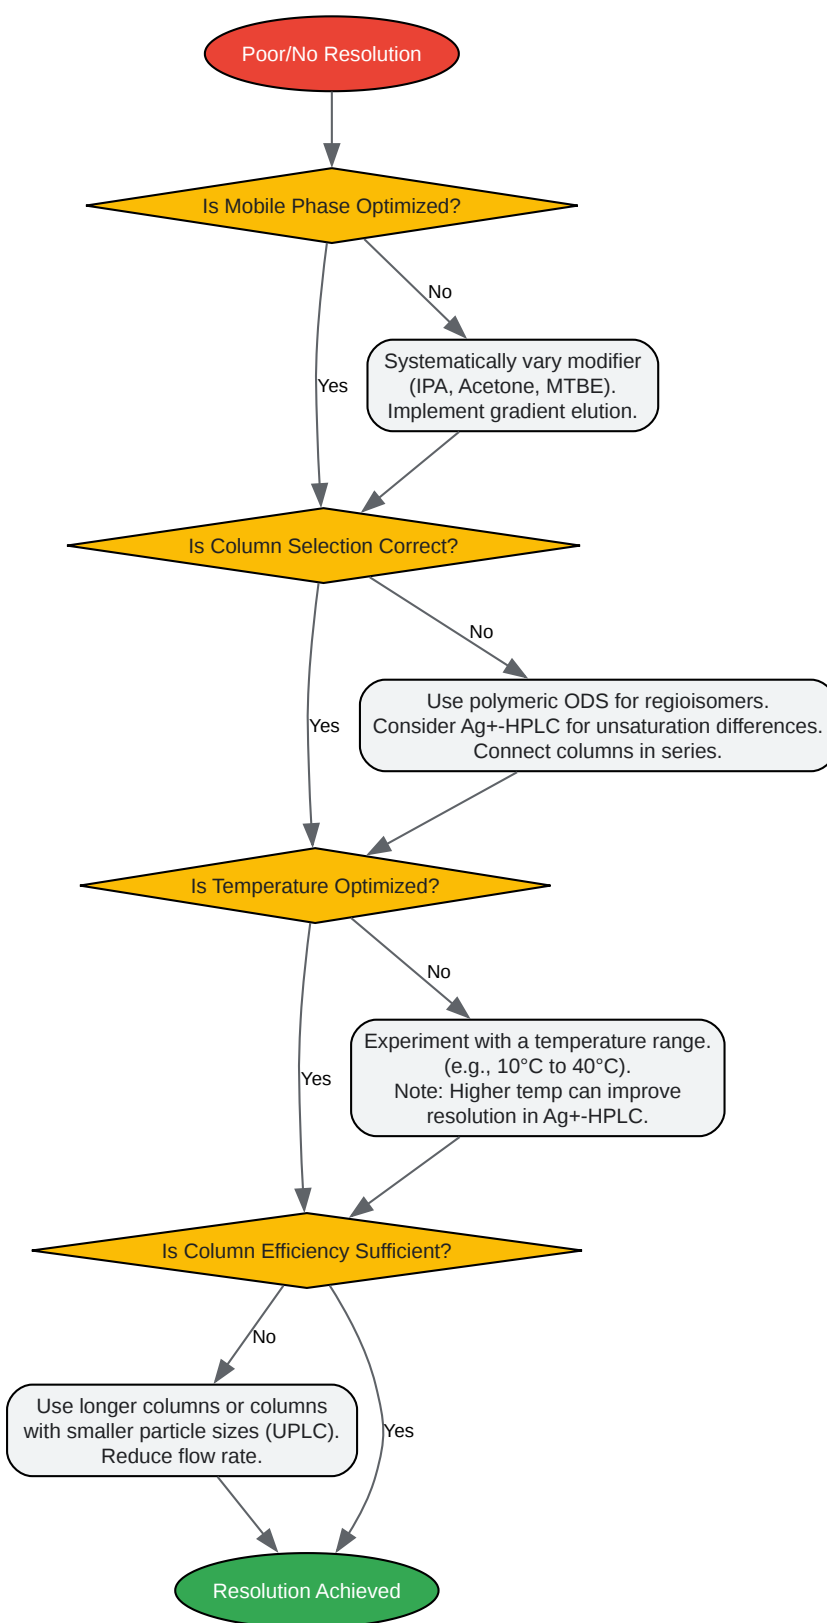 Poor/No Resolution
Is Mobile Phase Optimized?
No
Systematically vary modifier
(IPA, Acetone, MTBE).
Implement gradient elution.
Yes
Is Column Selection Correct?
No
Use polymeric ODS for regioisomers.
Consider Ag+-HPLC for unsaturation differences.
Connect columns in series.
Yes
Is Temperature Optimized?
No
Experiment with a temperature range.
(e.g., 10°C to 40°C).
Note: Higher temp can improve
resolution in Ag+-HPLC.
Yes
Is Column Efficiency Sufficient?
No
Use longer columns or columns
with smaller particle sizes (UPLC).
Reduce flow rate.
Yes
Resolution Achieved